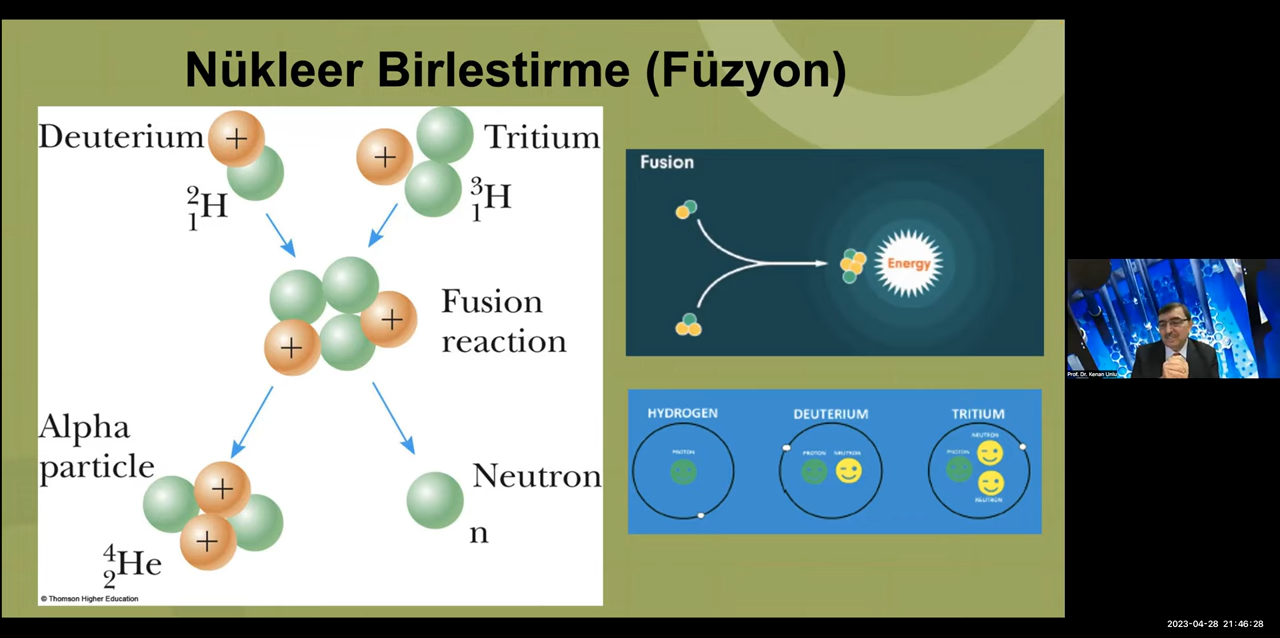 Nükleer Birlestirme (Füzyon)
Deuterium
+
+
Tritium
2
1H
3
1H
+
+
Fusion
reaction
Alpha
particle
+
+
4
2He
Neutron
n
© Thomson Higher Education
Fusion
Energy
HYDROGEN
PROTON
DEUTERIUM
PROTON
NEUTRON
TRITIUM
NEUTRON
PROTON
NEUTRON
Prof. Dr. Kenan Unlu
2023-04-28 21:46:28